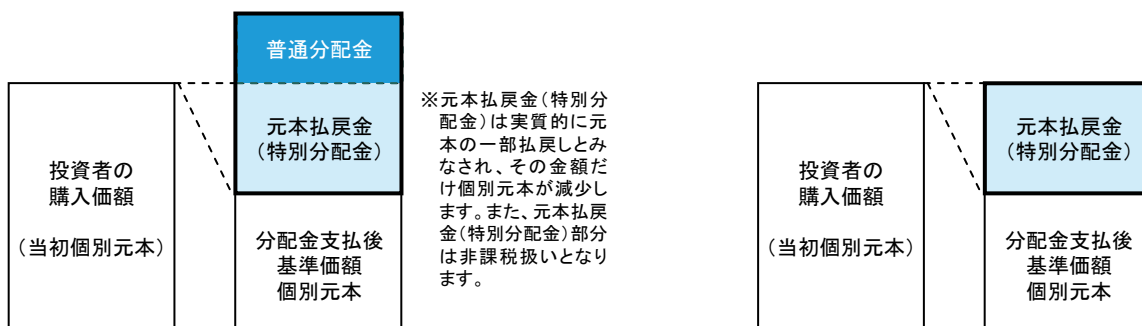 普通分配金
元本払戻金
（特別分配金）
投資者の
購入価額
（当初個別元本）
分配金支払後
基準価額
個別元本
※元本払戻金（特別分
配金）は実質的に元
本の一部払戻しとみ
なされ、その金額だ
け個別元本が減少し
ます。また、元本払戻
金（特別分配金）部分
は非課税扱いとなり
ます。
投資者の
購入価額
（当初個別元本）
元本払戻金
（特別分配金）
分配金支払後
基準価額
個別元本